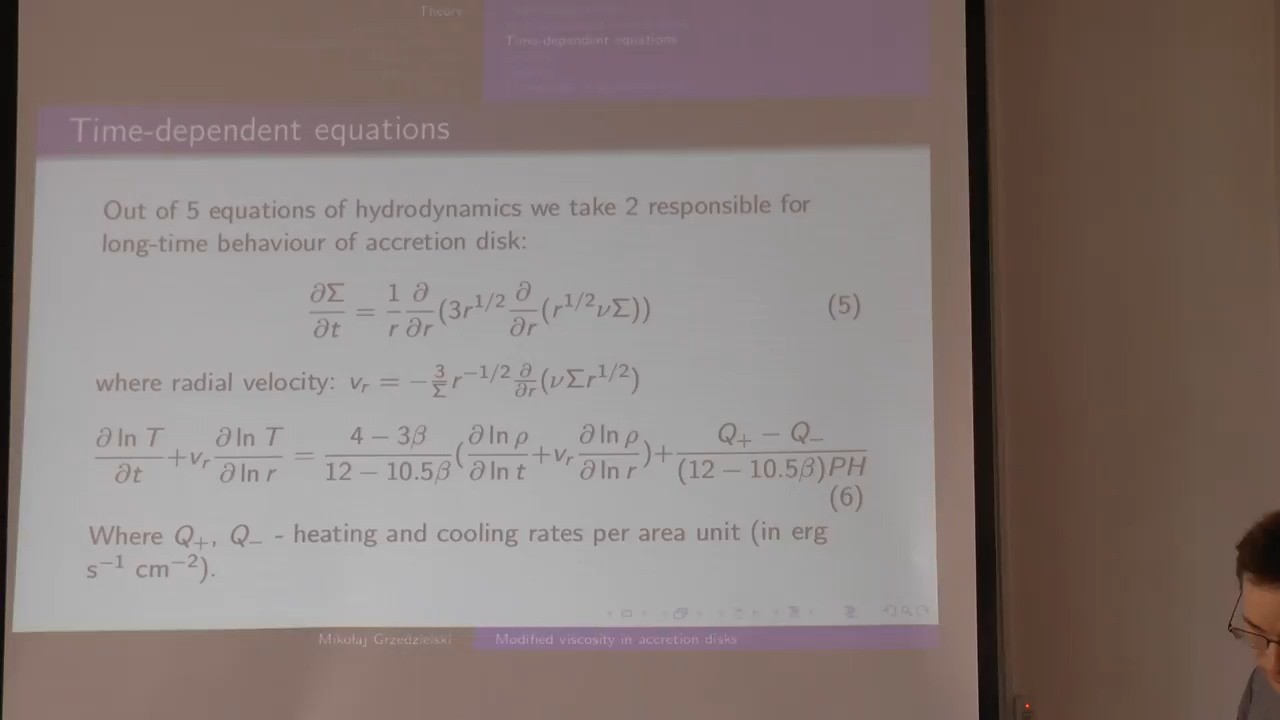 Theory
Time-dependent equations
Time-dependent equations
Out of 5 equations of hydrodynamics we take 2 responsible for
long-time behaviour of accretion disk:
∂Σ/∂t = 1/r ∂/∂r (3r^{1/2} ∂/∂r (r^{1/2}νΣ)) (5)
where radial velocity: v_r = −3/Σ r^{−1/2} ∂/∂r (νΣr^{1/2})
∂ ln T/∂t + v_r ∂ ln T/∂ ln r = (4 − 3β)/(12 − 10.5β) (∂ ln ρ/∂ ln t + v_r ∂ ln ρ/∂ ln r) + (Q_+ − Q_−)/((12 − 10.5β)PH)
(6)
Where Q_+, Q_− - heating and cooling rates per area unit (in erg
s^{−1} cm^{−2}).
Mikołaj Grzedzielski Modified viscosity in accretion disks